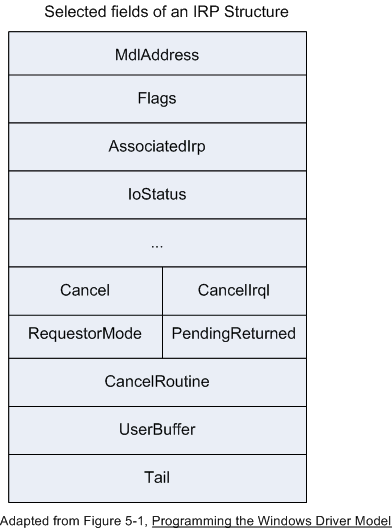 Selected fields of an IRP Structure
MdlAddress
Flags
AssociatedIrp
IoStatus
...
Cancel CancelIrql
RequestorMode PendingReturned
CancelRoutine
UserBuffer
Tail
Adapted from Figure 5-1, Programming the Windows Driver Model